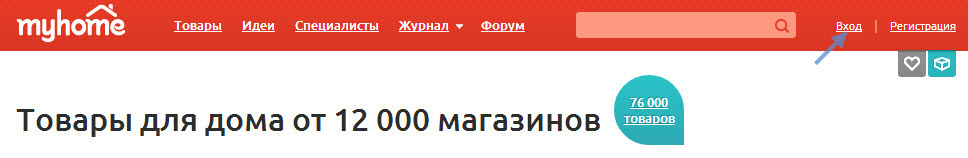 myhome Товары Идеи Специалисты Журнал Форум Вход | Регистрация
Товары для дома от 12 000 магазинов
76 000
товаров